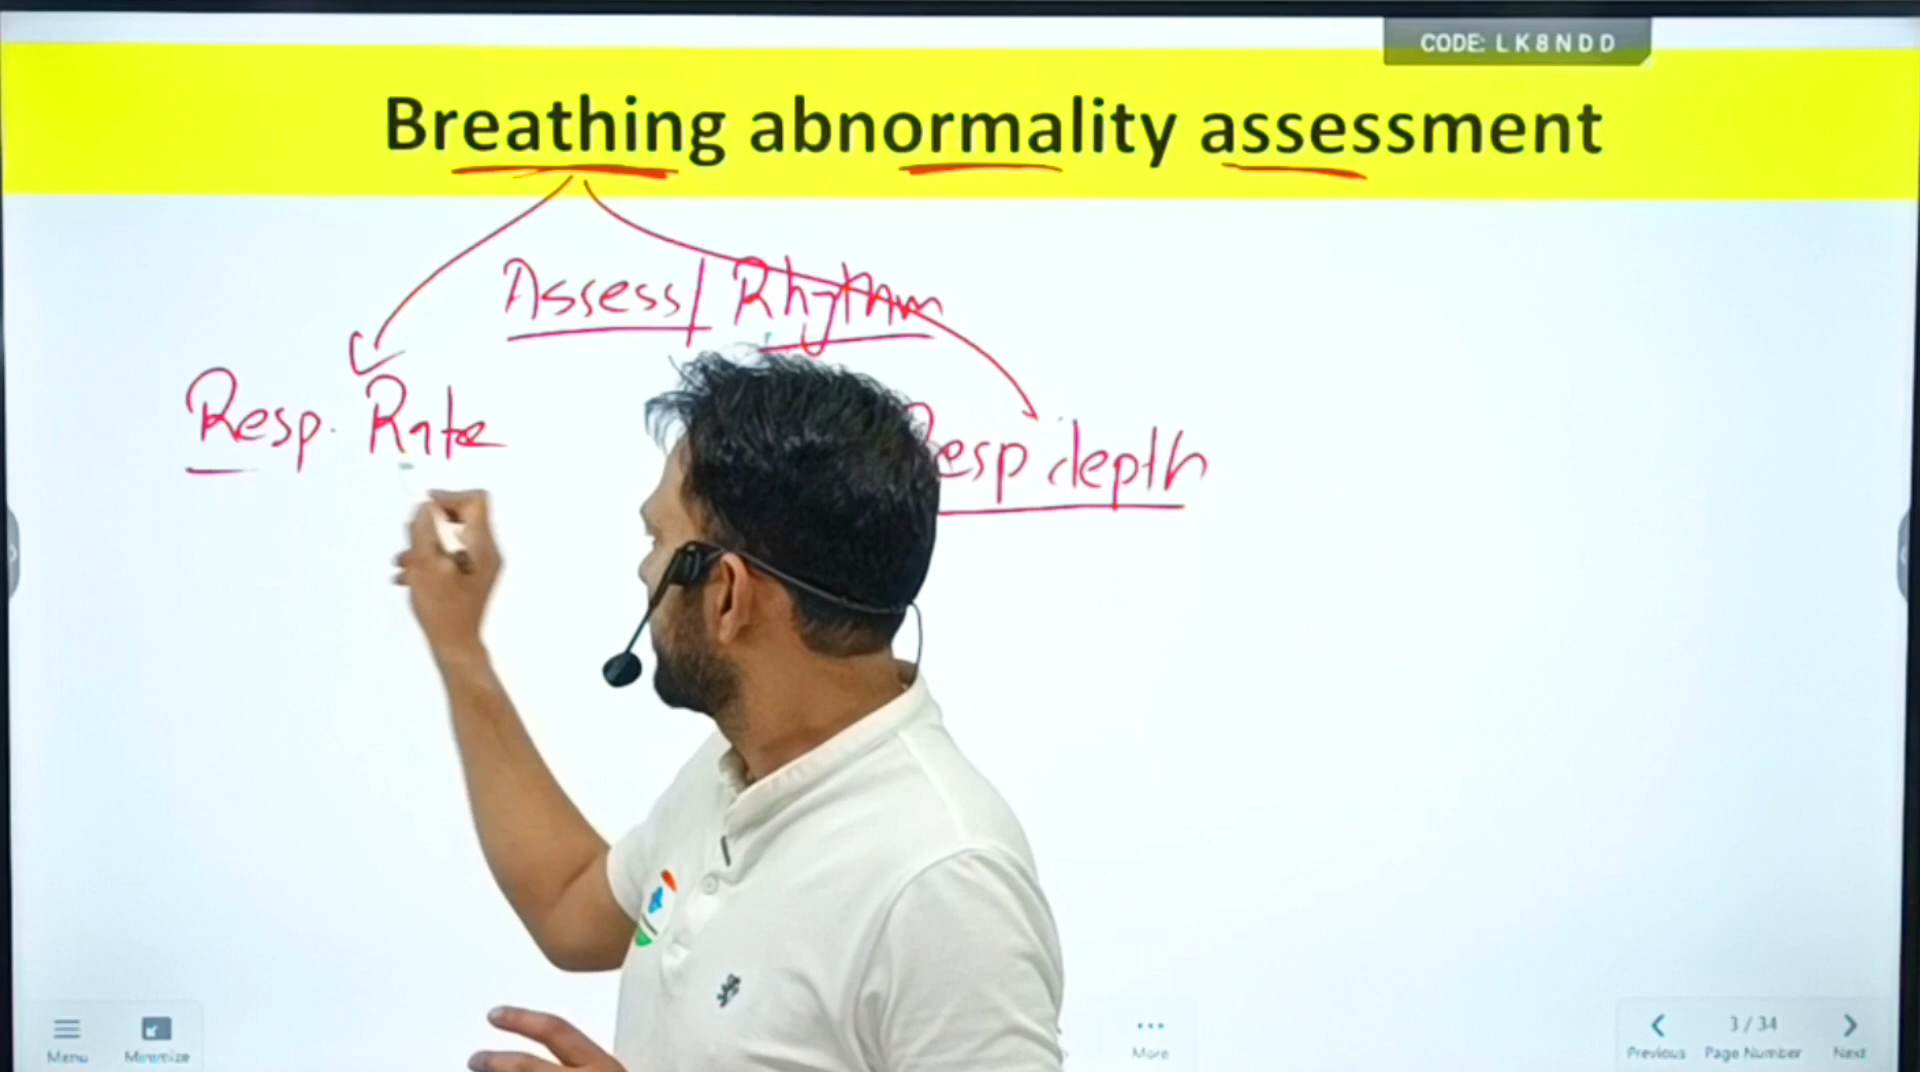 CODE: LK8NDD
Breathing abnormality assessment
Assess/ Rhythm
Resp. Rate
Resp depth
Menu
Minimize
More
Previous
3/34
Page Number
Next